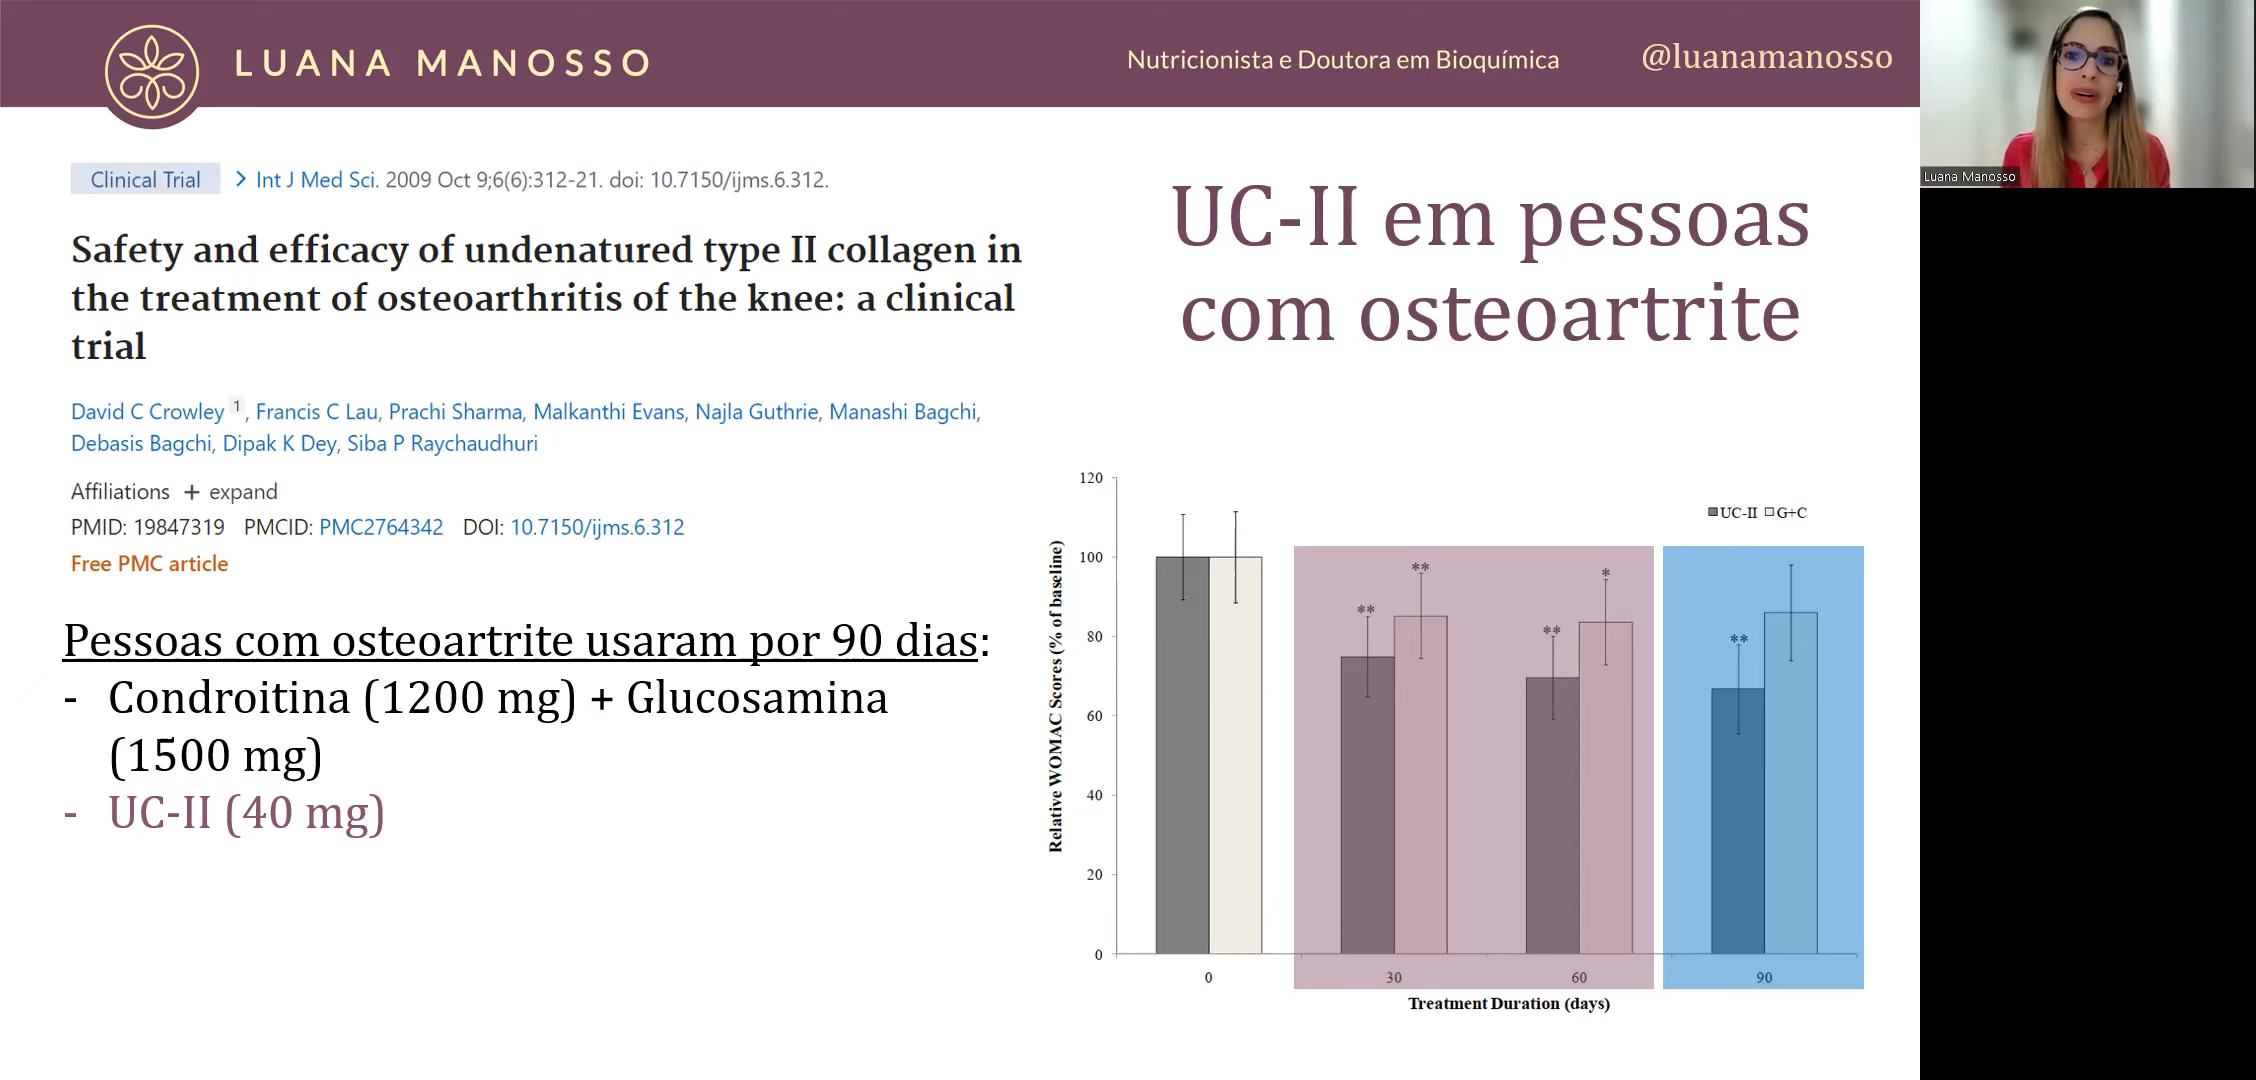 LUANA MANOSSO
Nutricionista e Doutora em Bioquímica
@luanamanosso
Luana Manosso
Clinical Trial > Int J Med Sci. 2009 Oct 9;6(6):312-21. doi: 10.7150/ijms.6.312.
Safety and efficacy of undenatured type II collagen in
the treatment of osteoarthritis of the knee: a clinical
trial
David C Crowley 1, Francis C Lau, Prachi Sharma, Malkanthi Evans, Najla Guthrie, Manashi Bagchi,
Debasis Bagchi, Dipak K Dey, Siba P Raychaudhuri
Affiliations + expand
PMID: 19847319 PMCID: PMC2764342 DOI: 10.7150/ijms.6.312
Free PMC article
Pessoas com osteoartrite usaram por 90 dias:
- Condroitina (1200 mg) + Glucosamina
(1500 mg)
- UC-II (40 mg)
UC-II em pessoas
com osteoartrite
Relative WOMAC Scores (% of baseline)
120
100
80
60
40
20
0
UC-II G+C
** **
** *
**
0 30 60 90
Treatment Duration (days)